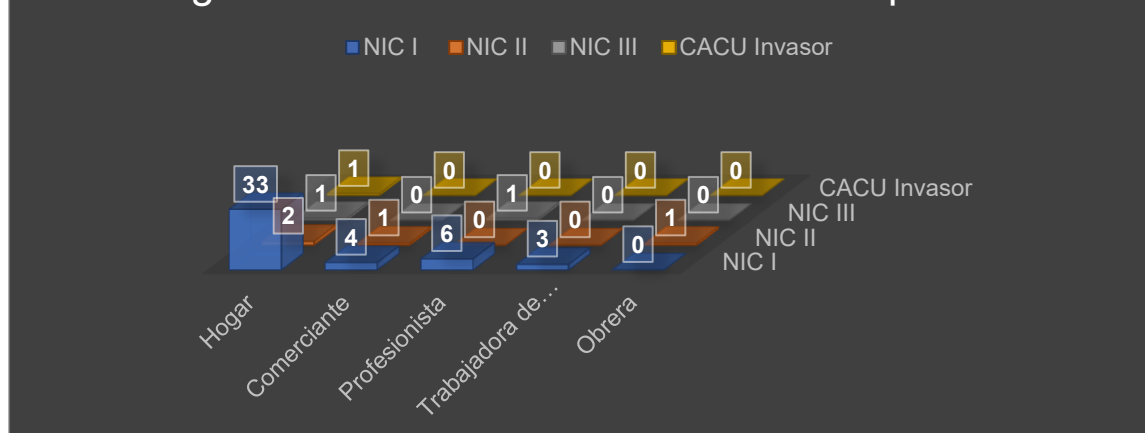 NIC I NIC II NIC III CACU Invasor
1 0 0 0 0
33 1 0 1 0 0
2 1 0 0 1
4 6 3 0
CACU Invasor
NIC III
NIC II
NIC I
Hogar
Comerciante
Profesionista
Trabajadora de…
Obrera